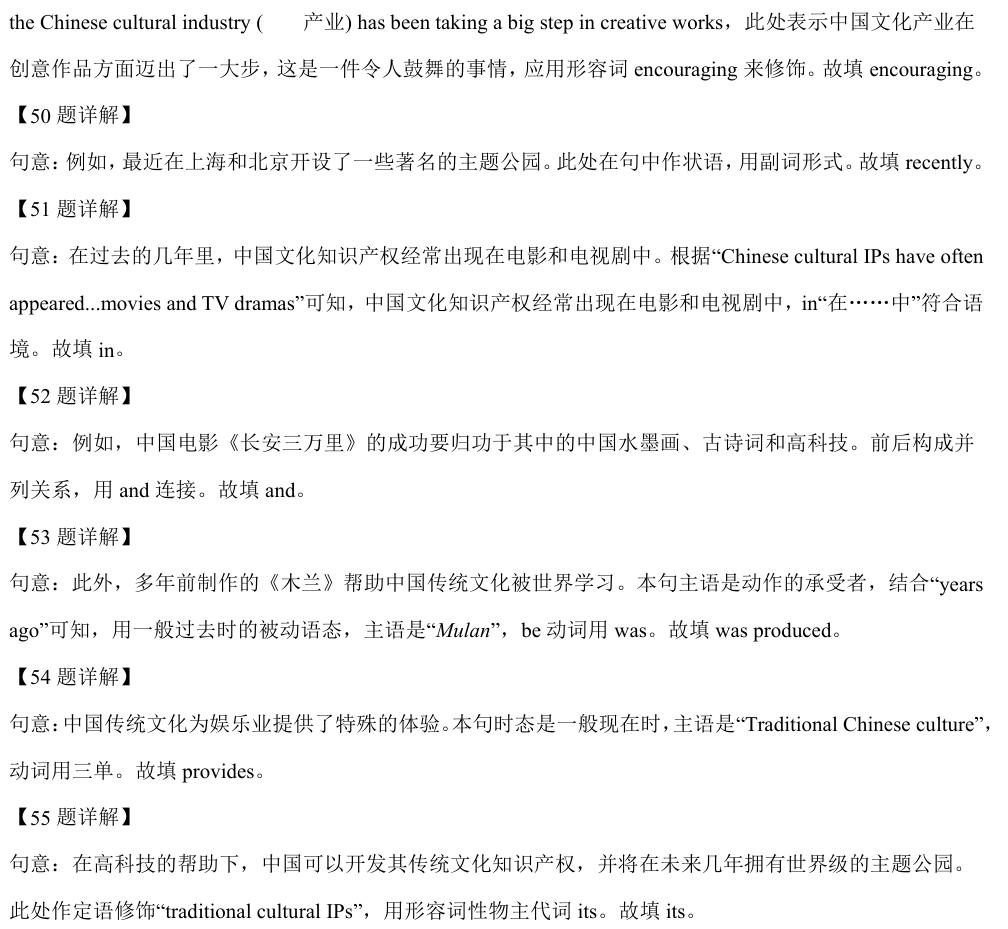 the Chinese cultural industry (　　产业) has been taking a big step in creative works，此处表示中国文化产业在
创意作品方面迈出了一大步，这是一件令人鼓舞的事情，应用形容词 encouraging 来修饰。故填 encouraging。
【50 题详解】
句意：例如，最近在上海和北京开设了一些著名的主题公园。此处在句中作状语，用副词形式。故填 recently。
【51 题详解】
句意：在过去的几年里，中国文化知识产权经常出现在电影和电视剧中。根据“Chinese cultural IPs have often
appeared...movies and TV dramas”可知，中国文化知识产权经常出现在电影和电视剧中，in“在……中”符合语
境。故填 in。
【52 题详解】
句意：例如，中国电影《长安三万里》的成功要归功于其中的中国水墨画、古诗词和高科技。前后构成并
列关系，用 and 连接。故填 and。
【53 题详解】
句意：此外，多年前制作的《木兰》帮助中国传统文化被世界学习。本句主语是动作的承受者，结合“years
ago”可知，用一般过去时的被动语态，主语是“Mulan”，be 动词用 was。故填 was produced。
【54 题详解】
句意：中国传统文化为娱乐业提供了特殊的体验。本句时态是一般现在时，主语是“Traditional Chinese culture”，
动词用三单。故填 provides。
【55 题详解】
句意：在高科技的帮助下，中国可以开发其传统文化知识产权，并将在未来几年拥有世界级的主题公园。
此处作定语修饰“traditional cultural IPs”，用形容词性物主代词 its。故填 its。